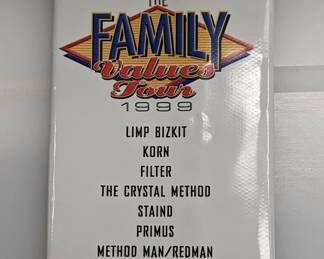 THE
FAMILY
Values
Tour
1999
LIMP BIZKIT
KORN
FILTER
THE CRYSTAL METHOD
STAIND
PRIMUS
METHOD MAN/REDMAN